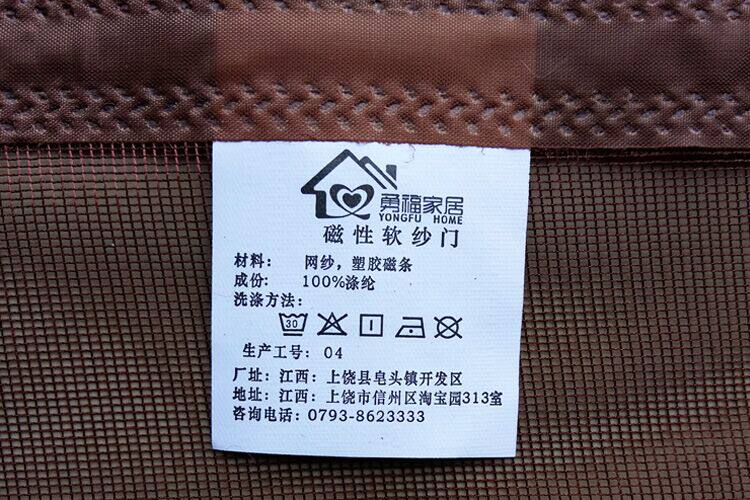 勇福家居
YONGFU HOME
磁性软纱门
材料： 网纱，塑胶磁条
成份： 100%涤纶
洗涤方法：
30
生产工号：04
厂址：江西：上饶县皂头镇开发区
地址：江西：上饶市信州区淘宝园313室
咨询电话：0793-8623333